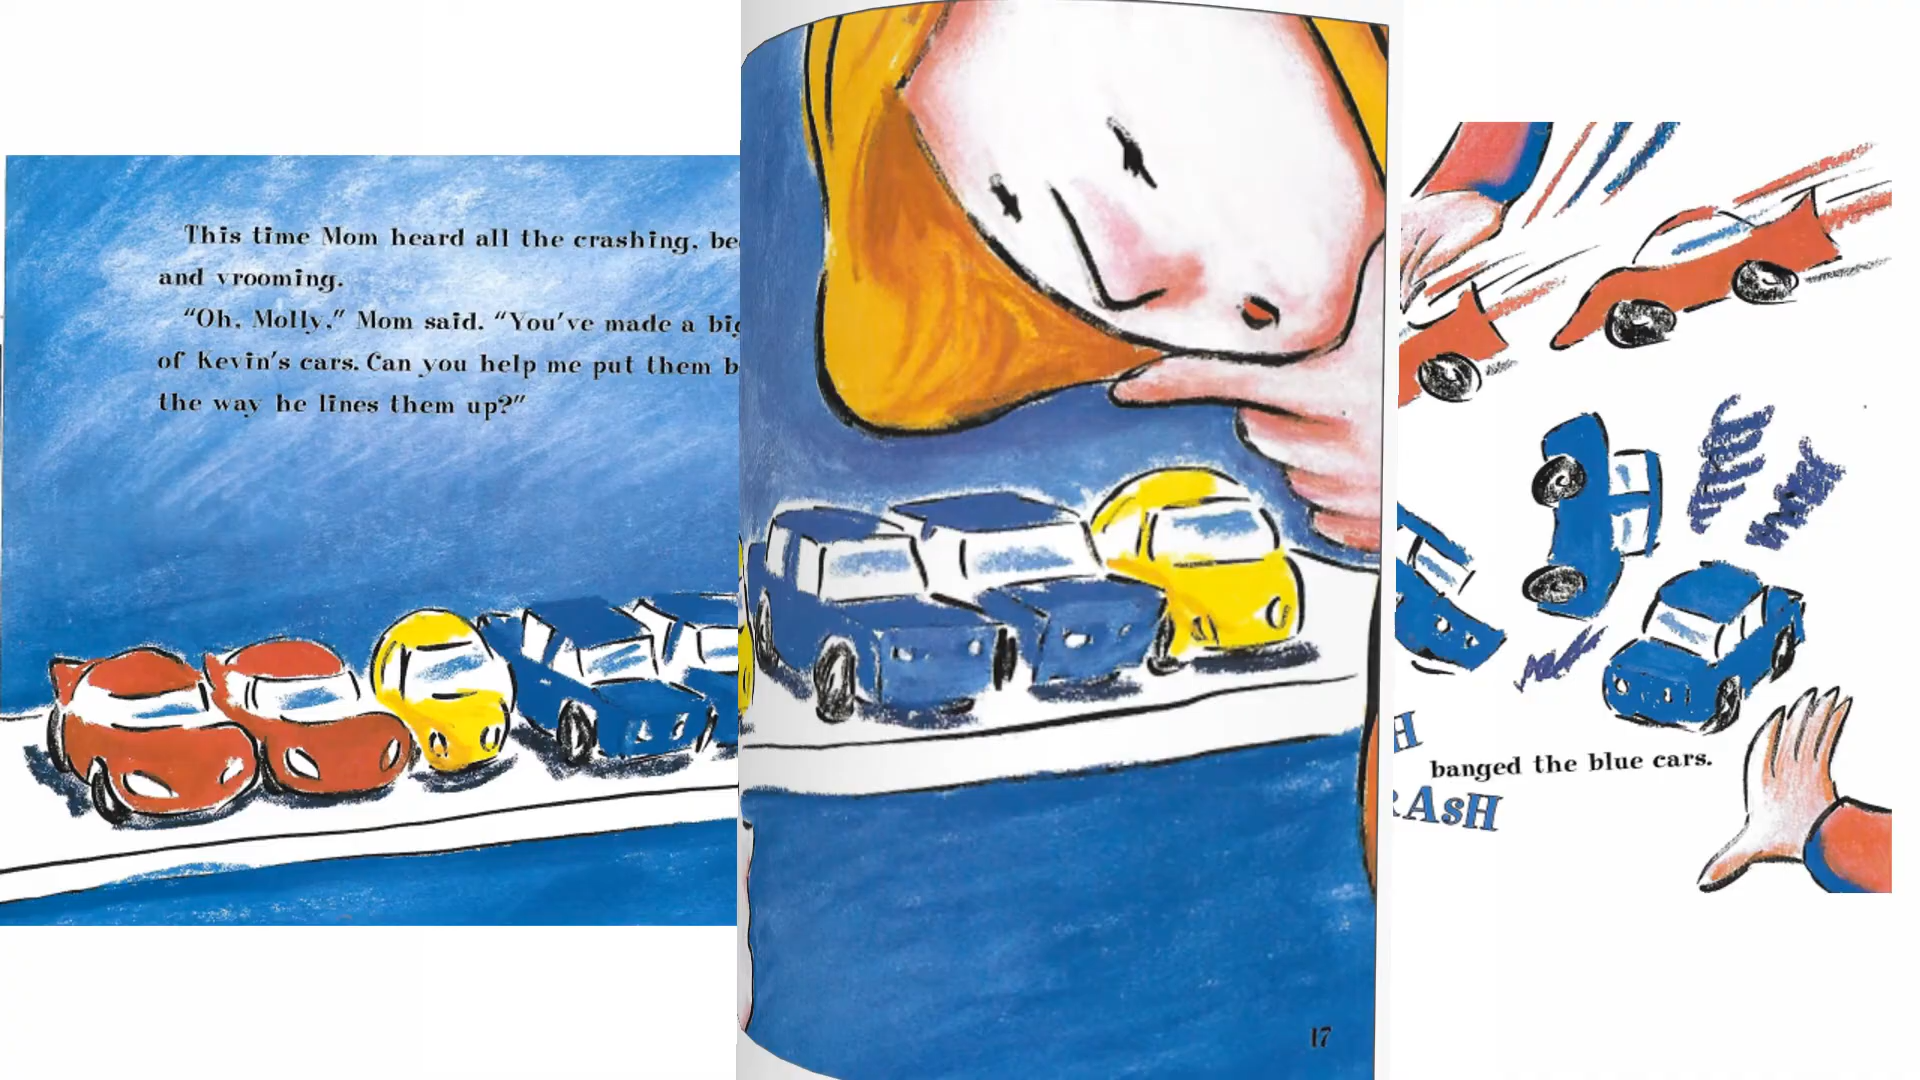 This time Mom heard all the crashing, be
and vrooming.
"Oh, Molly," Mom said. "You've made a big
of Kevin's cars. Can you help me put them b
the way he lines them up?"
17
H
banged the blue cars.
RASH